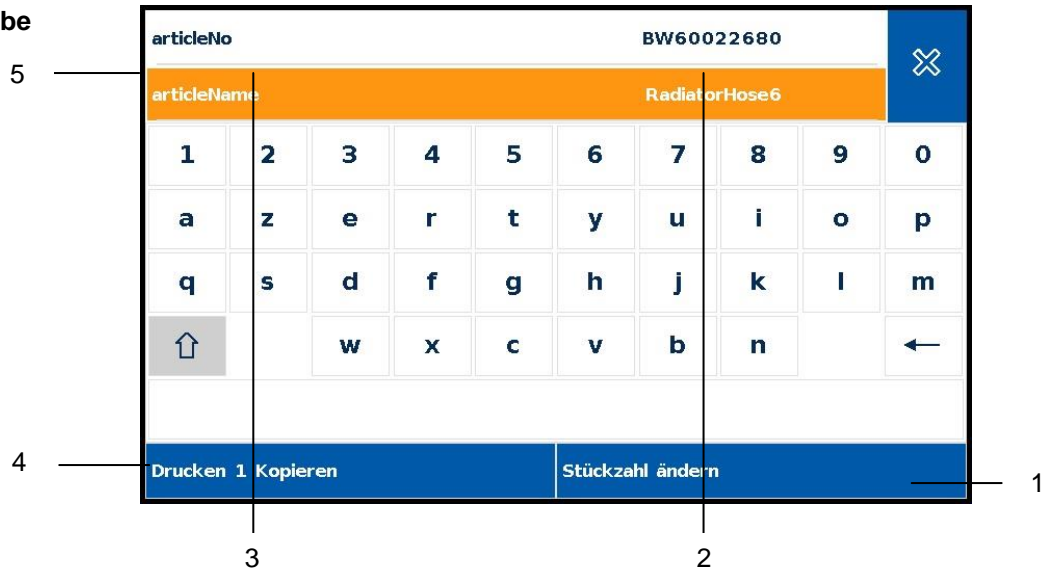 be
articleNo BW60022680
5
articleName RadiatorHose6
1 2 3 4 5 6 7 8 9 0
a z e r t y u i o p
q s d f g h j k l m
w x c v b n
4 Drucken 1 Kopieren Stückzahl ändern 1
3 2